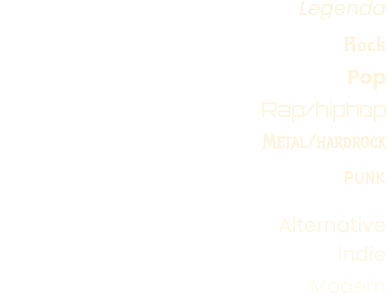 Legenda
Rock
Pop
Rap/hiphop
Metal/hardrock
Punk
Alternative
Indie
Modern